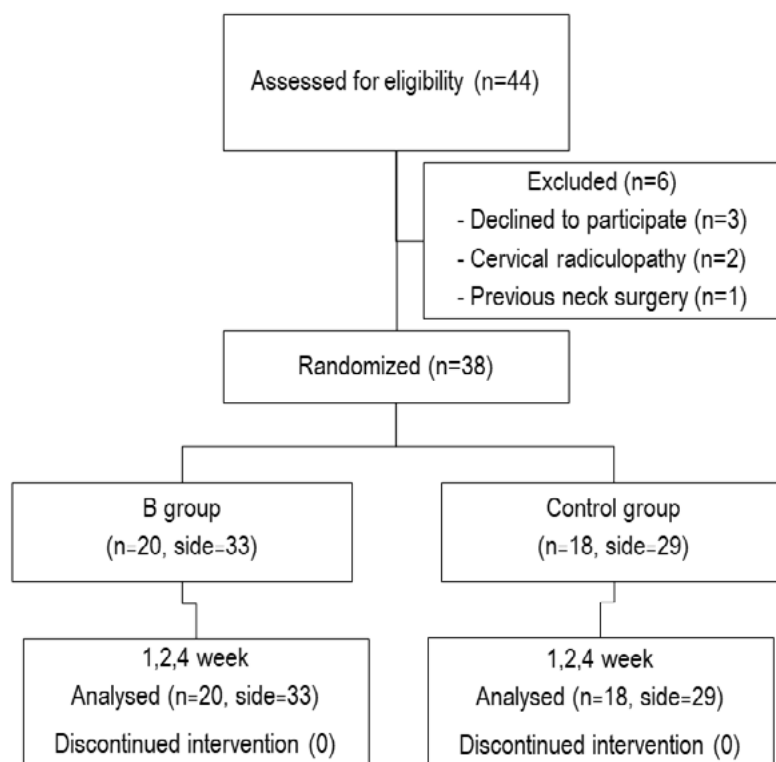 Assessed for eligibility (n=44)
Excluded (n=6)
- Declined to participate (n=3)
- Cervical radiculopathy (n=2)
- Previous neck surgery (n=1)
Randomized (n=38)
B group
(n=20, side=33)
Control group
(n=18, side=29)
1,2,4 week
Analysed (n=20, side=33)
Discontinued intervention (0)
1,2,4 week
Analysed (n=18, side=29)
Discontinued intervention (0)